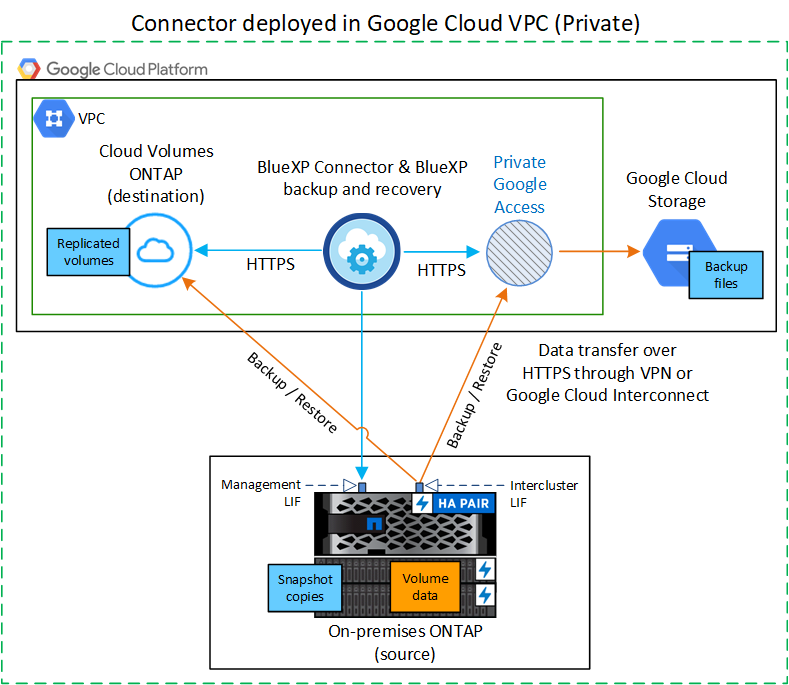 Connector deployed in Google Cloud VPC (Private)
Google Cloud Platform
VPC
Cloud Volumes
ONTAP
(destination)
BlueXP Connector & BlueXP
backup and recovery
Private
Google
Access
Google Cloud
Storage
Replicated
volumes
HTTPS
HTTPS
Backup
files
Backup / Restore
Backup / Restore
Data transfer over
HTTPS through VPN or
Google Cloud Interconnect
Management
LIF
Intercluster
LIF
HA PAIR
Snapshot
copies
Volume
data
On-premises ONTAP
(source)